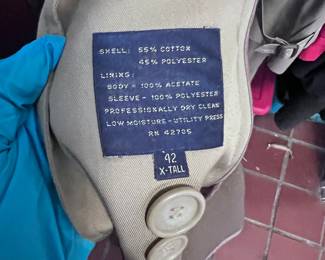 SHELL: 55% COTTON
45% POLYESTER
LINING:
BODY - 100% ACETATE
SLEEVE - 100% POLYESTER
PROFESSIONALLY DRY CLEAN
LOW MOISTURE - UTILITY PRESS
RN 42705
42
X-TALL